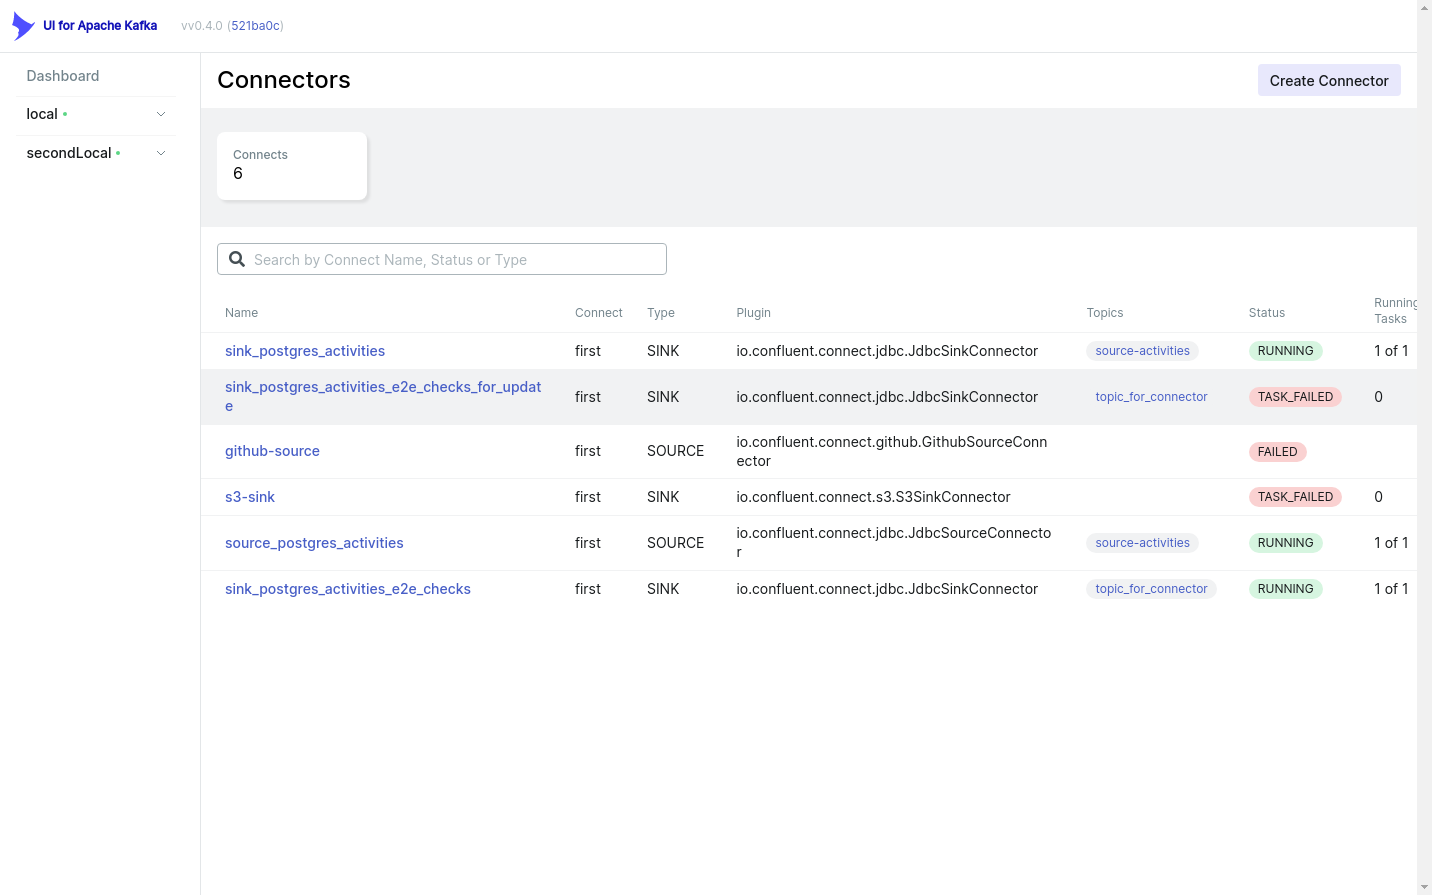 UI for Apache Kafka vv0.4.0 (521ba0c)
Dashboard
local
secondLocal
Connectors
Create Connector
Connects
6
Search by Connect Name, Status or Type
Name Connect Type Plugin Topics Status Running
Tasks
sink_postgres_activities first SINK io.confluent.connect.jdbc.JdbcSinkConnector source-activities RUNNING 1 of 1
sink_postgres_activities_e2e_checks_for_updat
e first SINK io.confluent.connect.jdbc.JdbcSinkConnector topic_for_connector TASK_FAILED 0
github-source first SOURCE io.confluent.connect.github.GithubSourceConn
ector FAILED
s3-sink first SINK io.confluent.connect.s3.S3SinkConnector TASK_FAILED 0
source_postgres_activities first SOURCE io.confluent.connect.jdbc.JdbcSourceConnecto
r source-activities RUNNING 1 of 1
sink_postgres_activities_e2e_checks first SINK io.confluent.connect.jdbc.JdbcSinkConnector topic_for_connector RUNNING 1 of 1